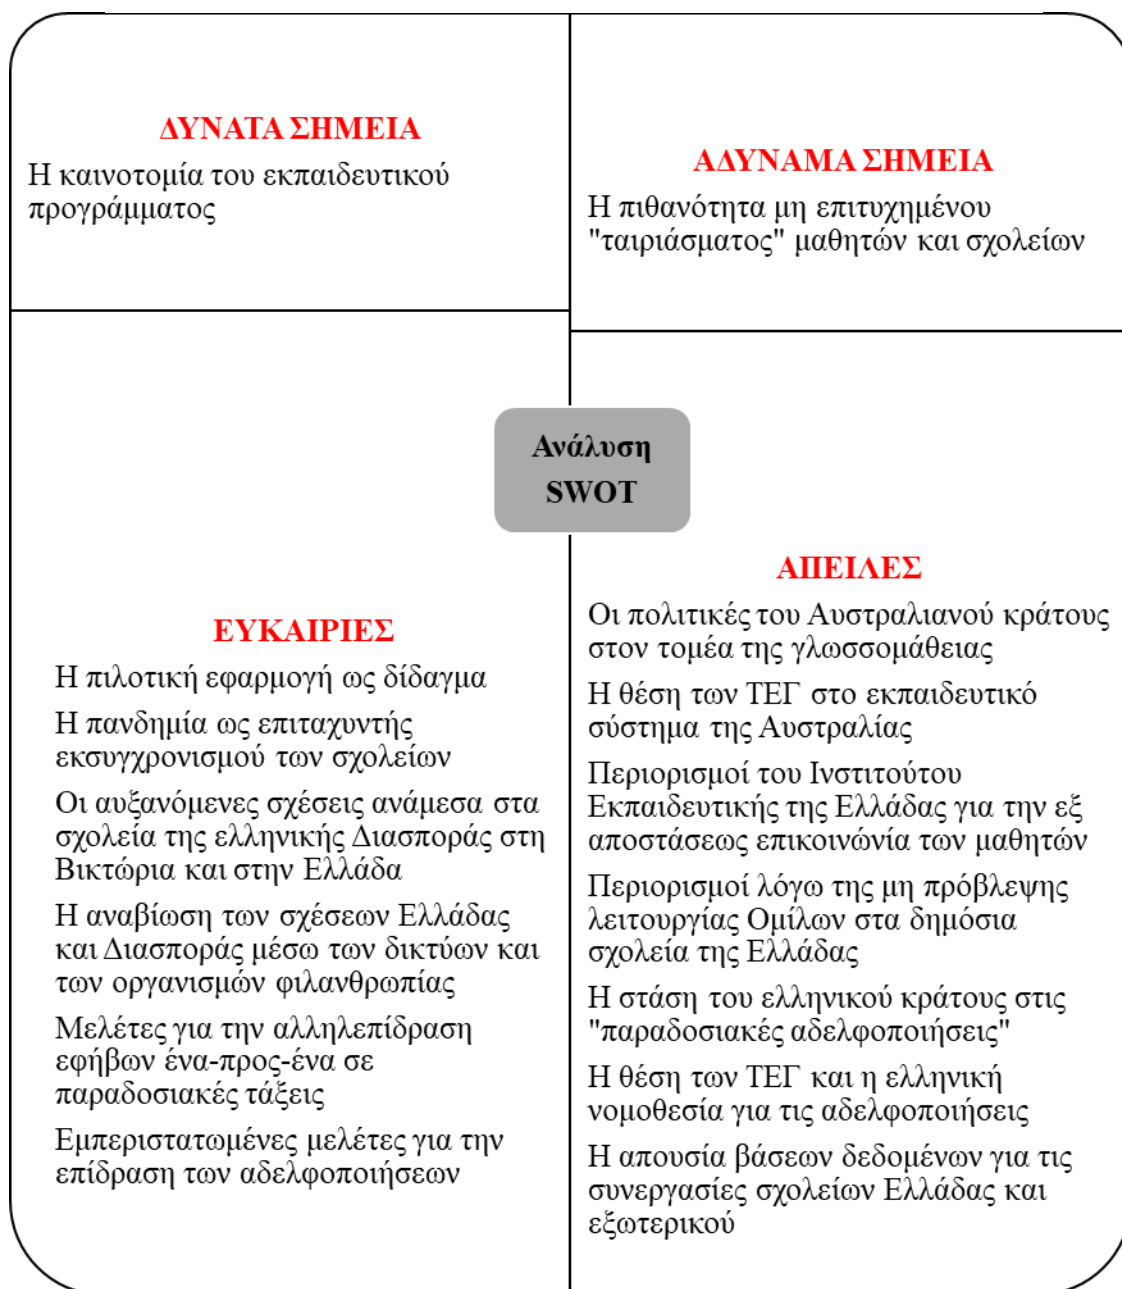 ΔΥΝΑΤΑ ΣΗΜΕΙΑ
Η καινοτομία του εκπαιδευτικού
προγράμματος
ΑΔΥΝΑΜΑ ΣΗΜΕΙΑ
Η πιθανότητα μη επιτυχημένου
"ταιριάσματος" μαθητών και σχολείων
Ανάλυση
SWOT
ΕΥΚΑΙΡΙΕΣ
Η πιλοτική εφαρμογή ως δίδαγμα
Η πανδημία ως επιταχυντής
εκσυγχρονισμού των σχολείων
Οι αυξανόμενες σχέσεις ανάμεσα στα
σχολεία της ελληνικής Διασποράς στη
Βικτώρια και στην Ελλάδα
Η αναβίωση των σχέσεων Ελλάδας
και Διασποράς μέσω των δικτύων και
των οργανισμών φιλανθρωπίας
Μελέτες για την αλληλεπίδραση
εφήβων ένα-προς-ένα σε
παραδοσιακές τάξεις
Εμπεριστατωμένες μελέτες για την
επίδραση των αδελφοποιήσεων
ΑΠΕΙΛΕΣ
Οι πολιτικές του Αυστραλιανού κράτους
στον τομέα της γλωσσομάθειας
Η θέση των ΤΕΓ στο εκπαιδευτικό
σύστημα της Αυστραλίας
Περιορισμοί του Ινστιτούτου
Εκπαιδευτικής της Ελλάδας για την εξ
αποστάσεως επικοινώνία των μαθητών
Περιορισμοί λόγω της μη πρόβλεψης
λειτουργίας Ομίλων στα δημόσια
σχολεία της Ελλάδας
Η στάση του ελληνικού κράτους στις
"παραδοσιακές αδελφοποιήσεις"
Η θέση των ΤΕΓ και η ελληνική
νομοθεσία για τις αδελφοποιήσεις
Η απουσία βάσεων δεδομένων για τις
συνεργασίες σχολείων Ελλάδας και
εξωτερικού